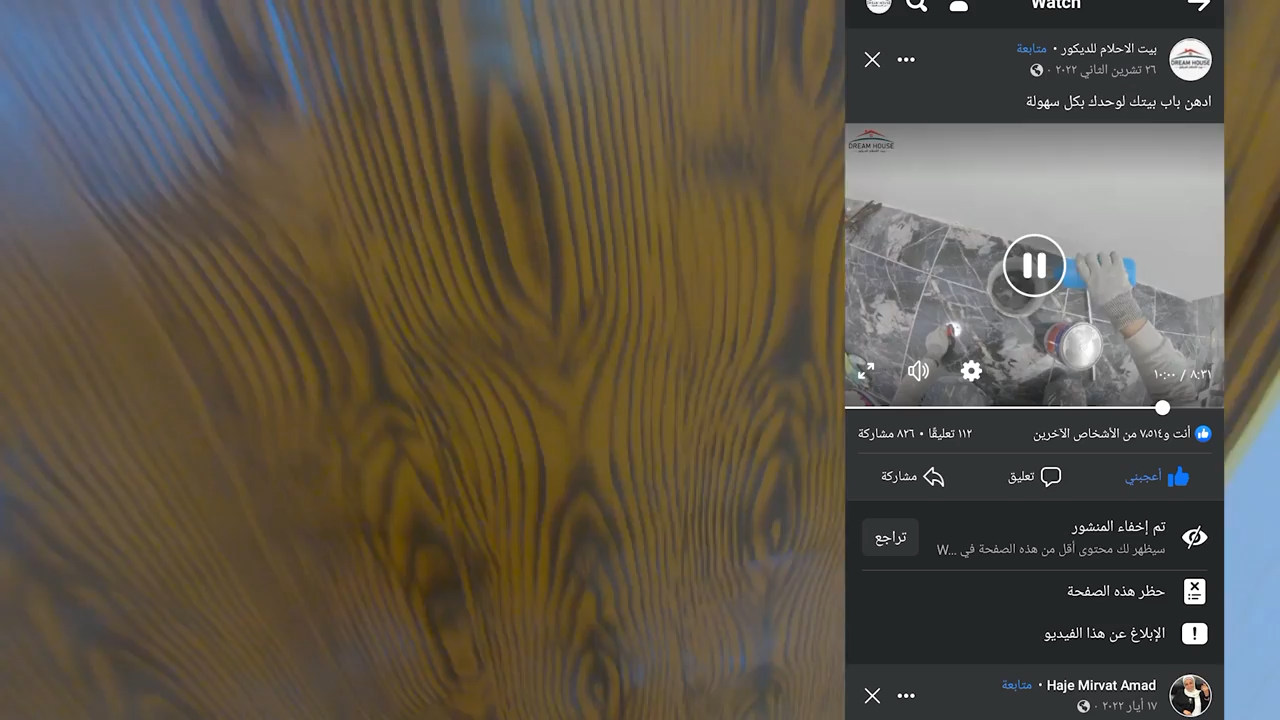 Watch
بيت الاحلام للديكور • متابعة
٢٦ تشرين الثاني ٢٠٢٢ ·
DREAM HOUSE
ادهن باب بيتك لوحدك بكل سهولة
DREAM HOUSE
٨:٣١ / ١٠:٠٠
أنت و٧٬٥١٤ من الأشخاص الآخرين
١١٢ تعليقًا • ٨٢٦ مشاركة
أعجبني
تعليق
مشاركة
تم إخفاء المنشور
سيظهر لك محتوى أقل من هذه الصفحة في W...
تراجع
حظر هذه الصفحة
الإبلاغ عن هذا الفيديو
Haje Mirvat Amad • متابعة
١٧ أيار ٢٠٢٢ ·